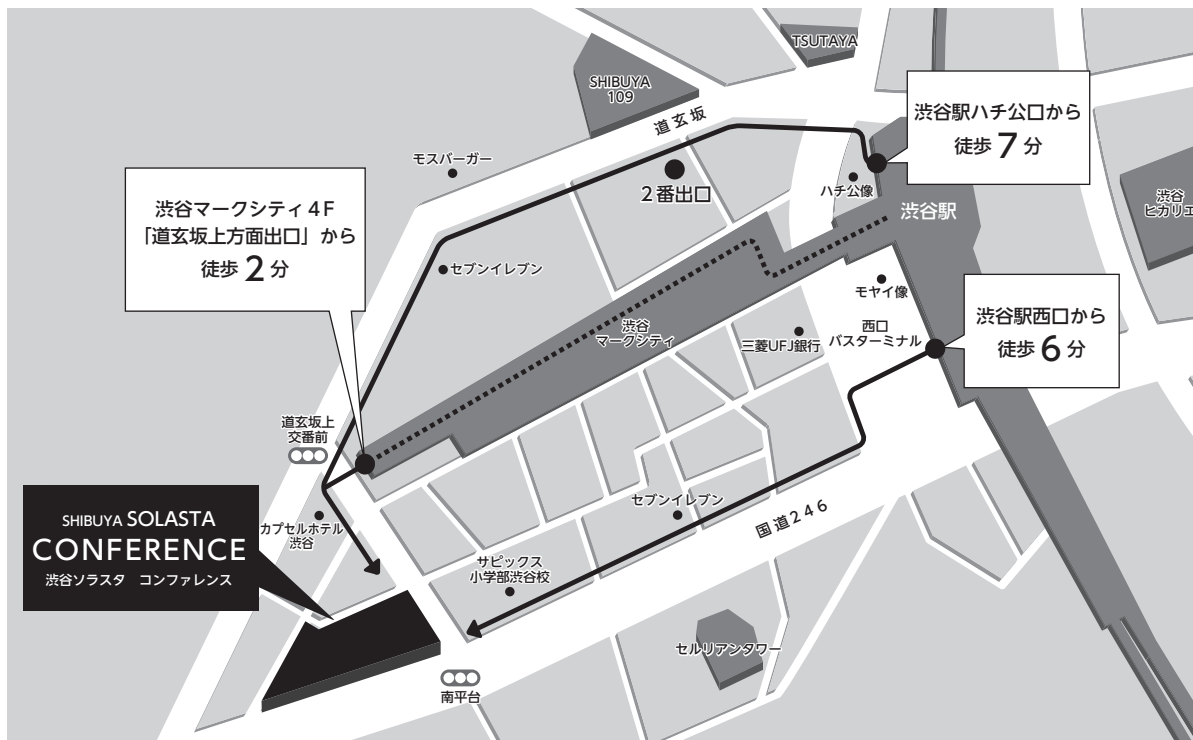 TSUTAYA
SHIBUYA
109
道玄坂
渋谷駅ハチ公口から
徒歩 7 分
モスバーガー
2番出口
ハチ公像
渋谷駅
渋谷
ヒカリエ
渋谷マークシティ4F
「道玄坂上方面出口」から
徒歩 2 分
セブンイレブン
モヤイ像
渋谷
マークシティ
三菱UFJ銀行
西口
バスターミナル
渋谷駅西口から
徒歩 6 分
道玄坂上
交番前
SHIBUYA SOLASTA
CONFERENCE
渋谷ソラスタ コンファレンス
カプセルホテル
渋谷
セブンイレブン
国道246
サピックス
小学部渋谷校
セルリアンタワー
南平台